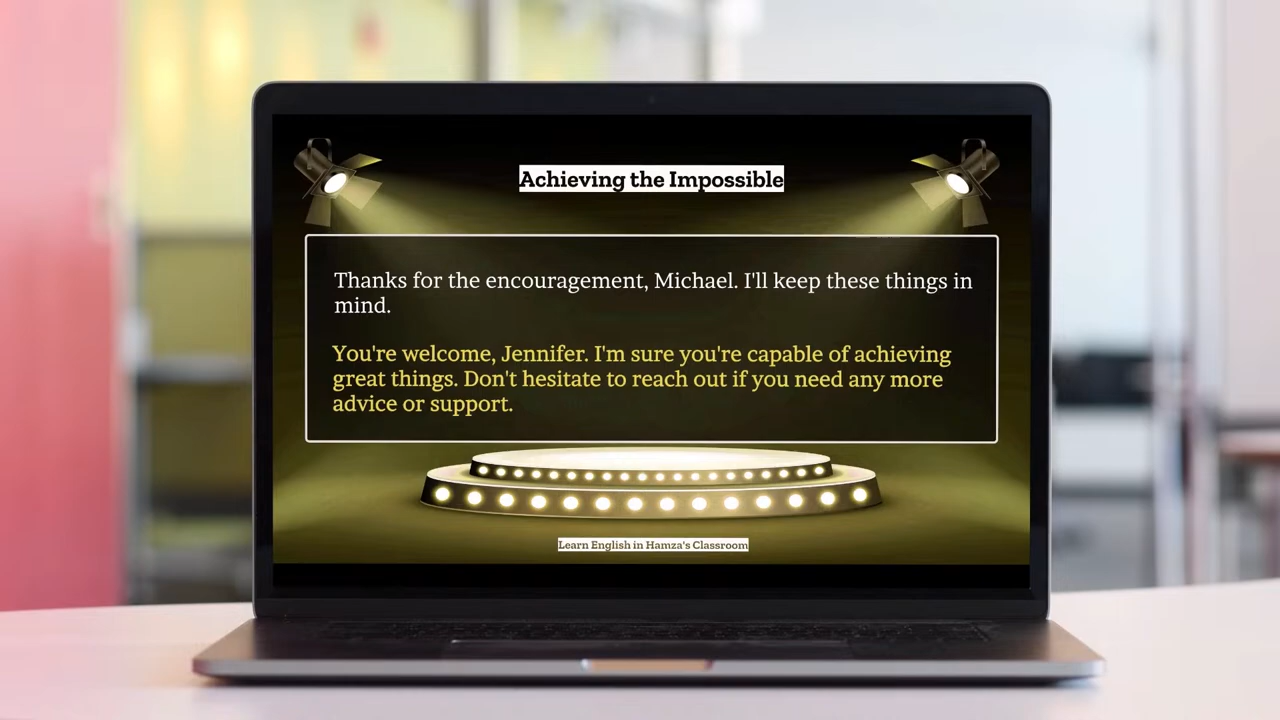 Achieving the Impossible
Thanks for the encouragement, Michael. I'll keep these things in
mind.
You're welcome, Jennifer. I'm sure you're capable of achieving
great things. Don't hesitate to reach out if you need any more
advice or support.
Learn English in Hamza's Classroom